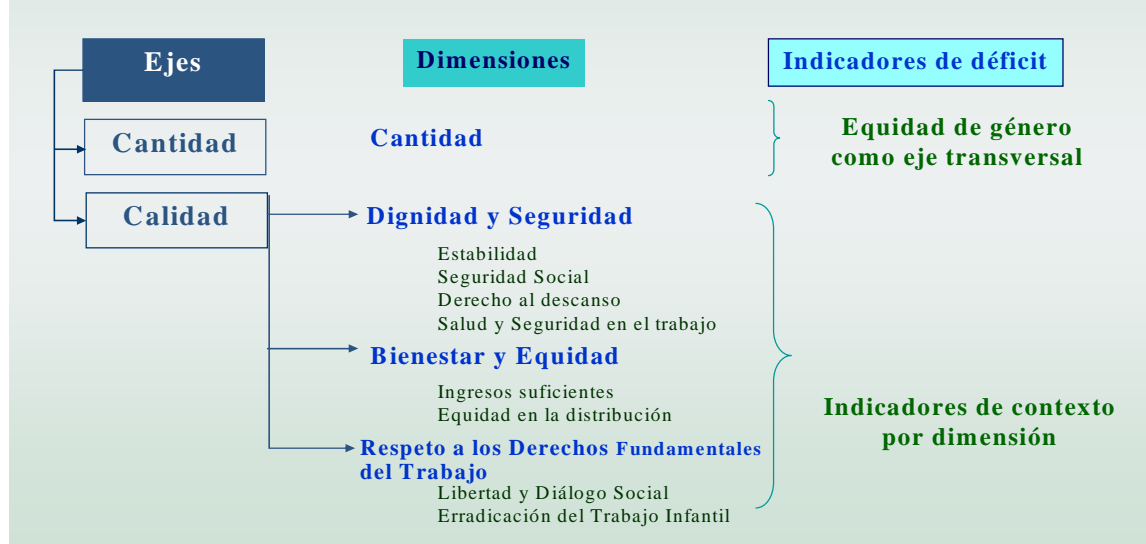 Ejes
Dimensiones
Indicadores de déficit
Cantidad
Cantidad
Equidad de género
como eje transversal
Calidad
Dignidad y Seguridad
Estabilidad
Seguridad Social
Derecho al descanso
Salud y Seguridad en el trabajo
Bienestar y Equidad
Ingresos suficientes
Equidad en la distribución
Indicadores de contexto
por dimensión
Respeto a los Derechos Fundamentales
del Trabajo
Libertad y Diálogo Social
Erradicación del Trabajo Infantil